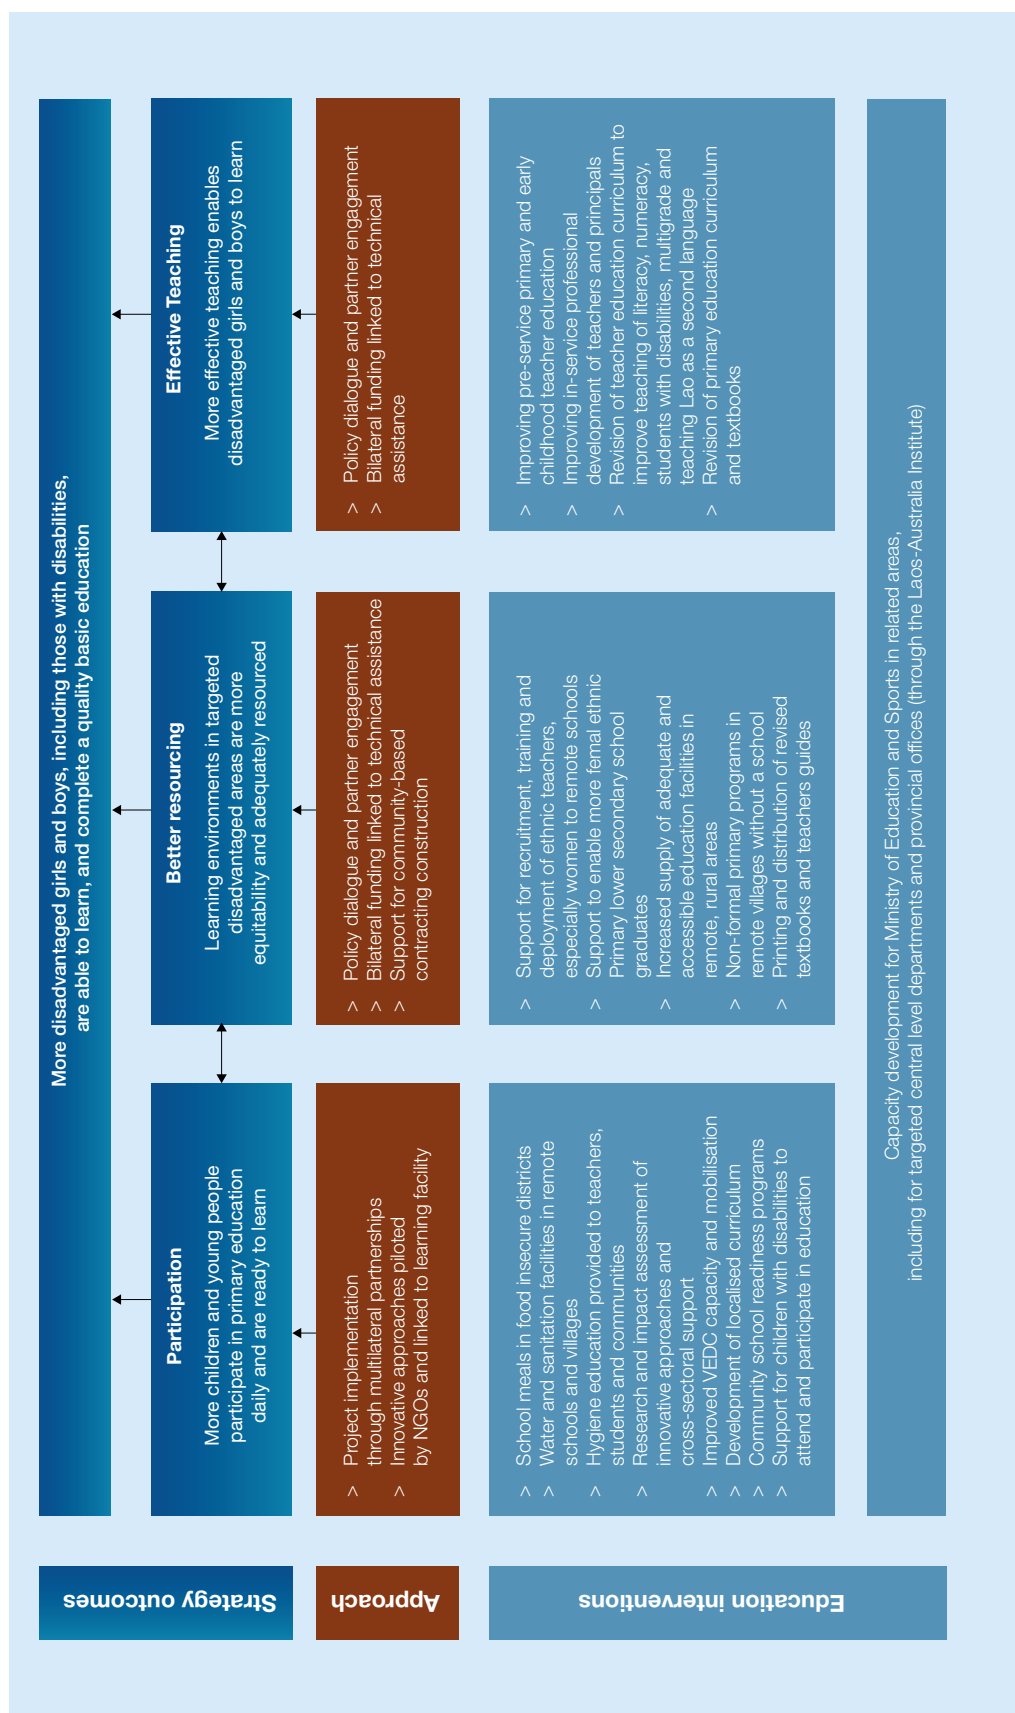 Strategy outcomes
More disadvantaged girls and boys, including those with disabilities,
are able to learn, and complete a quality basic education
Participation
More children and young people
participate in primary education
daily and are ready to learn
Better resourcing
Learning environments in targeted
disadvantaged areas are more
equitability and adequately resourced
Effective Teaching
More effective teaching enables
disadvantaged girls and boys to learn
Approach
> Project implementation
through multilateral partnerships
> Innovative approaches piloted
by NGOs and linked to learning facility
> Policy dialogue and partner engagement
> Bilateral funding linked to technical assistance
> Support for community-based
contracting construction
> Policy dialogue and partner engagement
> Bilateral funding linked to technical
assistance
Education interventions
> School meals in food insecure districts
> Water and sanitation facilities in remote
schools and villages
> Hygiene education provided to teachers,
students and communities
> Research and impact assessment of
innovative approaches and
cross-sectoral support
> Improved VEDC capacity and mobilisation
> Development of localised curriculum
> Community school readiness programs
> Support for children with disabilities to
attend and participate in education
> Support for recruitment, training and
deployment of ethnic teachers,
especially women to remote schools
> Support to enable more femal ethnic
Primary lower secondary school
graduates
> Increased supply of adequate and
accessible education facilities in
remote, rural areas
> Non-formal primary programs in
remote villages without a school
> Printing and distribution of revised
textbooks and teachers guides
> Improving pre-service primary and early
childhood teacher education
> Improving in-service professional
development of teachers and principals
> Revision of teacher education curriculum to
improve teaching of literacy, numeracy,
students with disabilities, multigrade and
teaching Lao as a second language
> Revision of primary education curriculum
and textbooks
Capacity development for Ministry of Education and Sports in related areas,
including for targeted central level departments and provincial offices (through the Laos-Australia Institute)